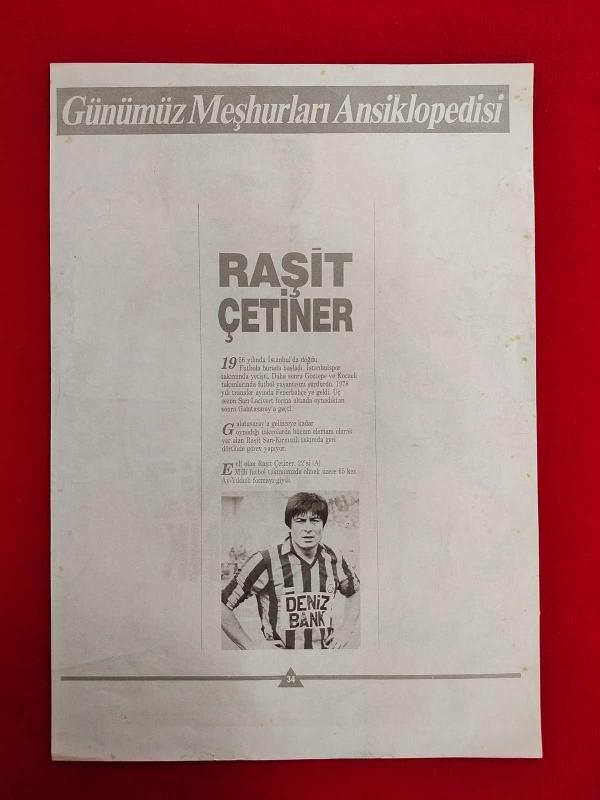 Günümüz Meşhurları Ansiklopedisi
RAŞİT
ÇETİNER
1956 yılında İstanbul'da doğdu.
Futbola burada başladı. İstanbulspor
takımında yetişti. Daha sonra Göztepe ve Kocaeli
takımlarında futbol yaşantısını sürdürdü. 1978
yılı transfer ayında Fenerbahçe'ye geldi. Üç
sezon Sarı-Lacivert forma altında oynadıktan
sonra Galatasaray'a geçti.
Galatasaray'a gelinceye kadar
oynadığı takımlarda hücum elemanı olarak
yer alan Raşit Sarı-Kırmızılı takımda geri
dörtlüde görev yapıyor.
Evli olan Raşit Çetiner, 22'si (A)
Milli futbol takımımızda olmak üzere 65 kez
Ay-Yıldızlı formayı giydi.
DENİZ
BANK
34